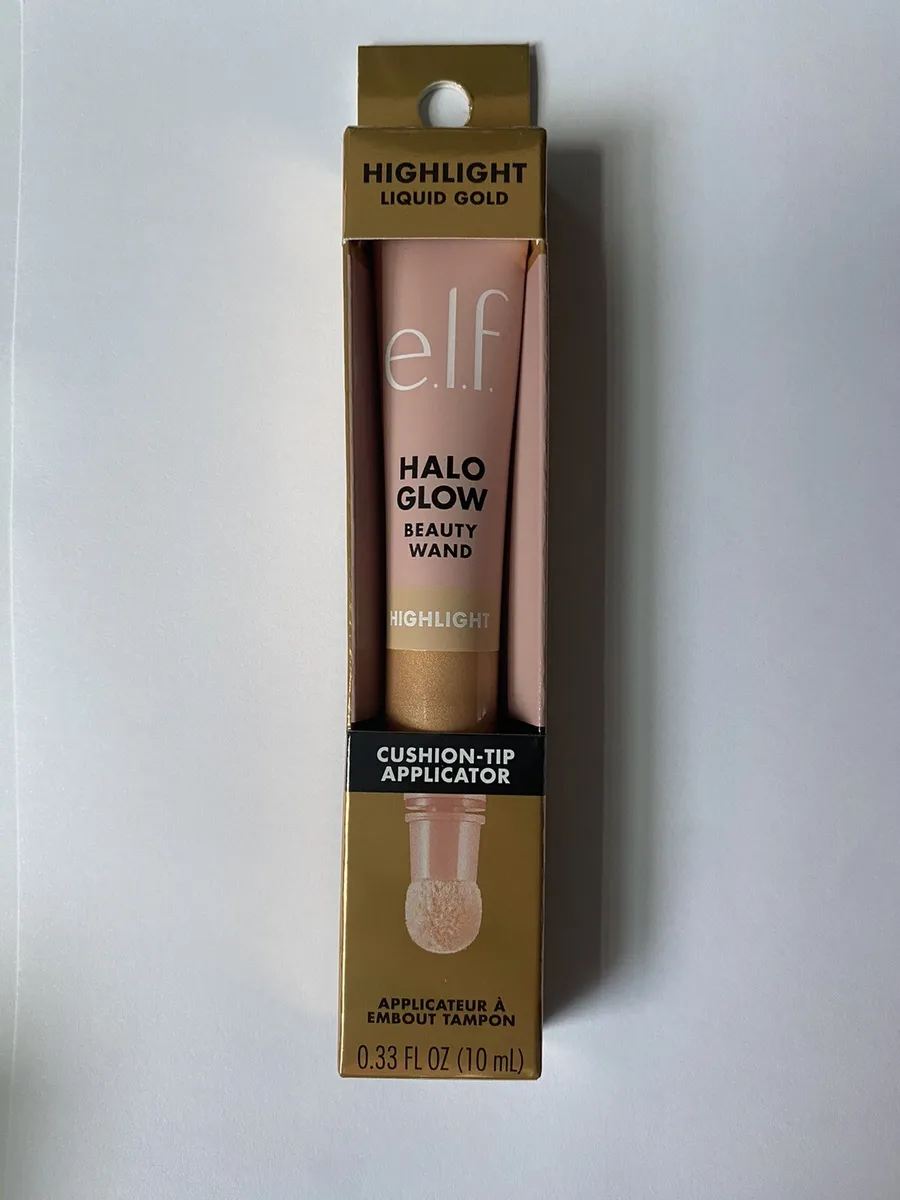 HIGHLIGHT
LIQUID GOLD
e.l.f.
HALO
GLOW
BEAUTY
WAND
HIGHLIGHT
CUSHION-TIP
APPLICATOR
APPLICATEUR À
EMBOUT TAMPON
0.33 FL OZ (10 mL)